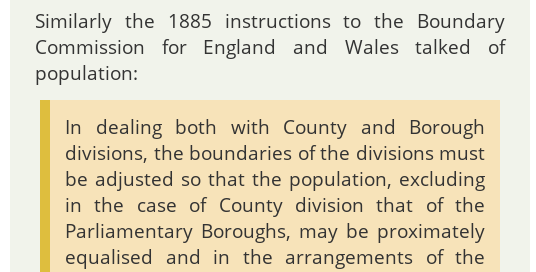 Similarly the 1885 instructions to the Boundary
Commission for England and Wales talked of
population:
In dealing both with County and Borough
divisions, the boundaries of the divisions must
be adjusted so that the population, excluding
in the case of County division that of the
Parliamentary Boroughs, may be proximately
equalised and in the arrangements of the